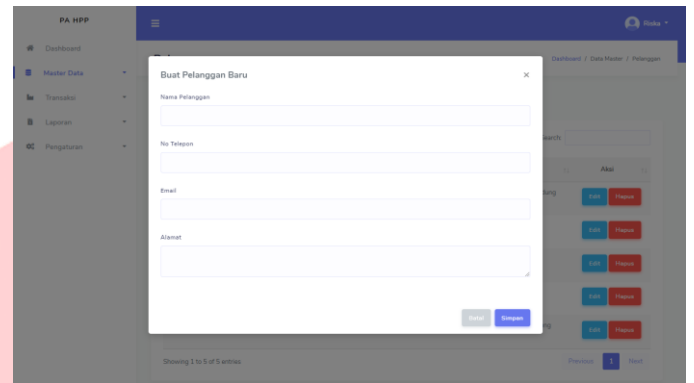 PA HPP
Riska
Dashboard
Master Data
Transaksi
Laporan
Pengaturan
Dashboard / Data Master / Pelanggan
Buat Pelanggan Baru
×
Nama Pelanggan
No Telepon
Email
Alamat
Batal
Simpan
Search:
Aksi
Edit Hapus
Edit Hapus
Edit Hapus
Edit Hapus
Edit Hapus
Showing 1 to 5 of 5 entries
Previous 1 Next